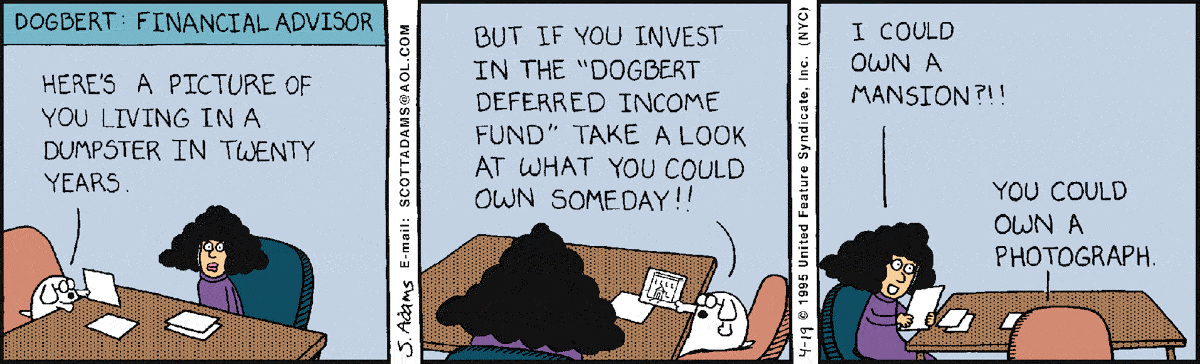 DOGBERT: FINANCIAL ADVISOR
HERE'S A PICTURE OF
YOU LIVING IN A
DUMPSTER IN TWENTY
YEARS.
S. Adams E-mail: SCOTTADAMS@AOL.COM
BUT IF YOU INVEST
IN THE "DOGBERT
DEFERRED INCOME
FUND" TAKE A LOOK
AT WHAT YOU COULD
OWN SOMEDAY!!
4-19 © 1995 United Feature Syndicate, Inc. (NYC)
I COULD
OWN A
MANSION?!!
YOU COULD
OWN A
PHOTOGRAPH.